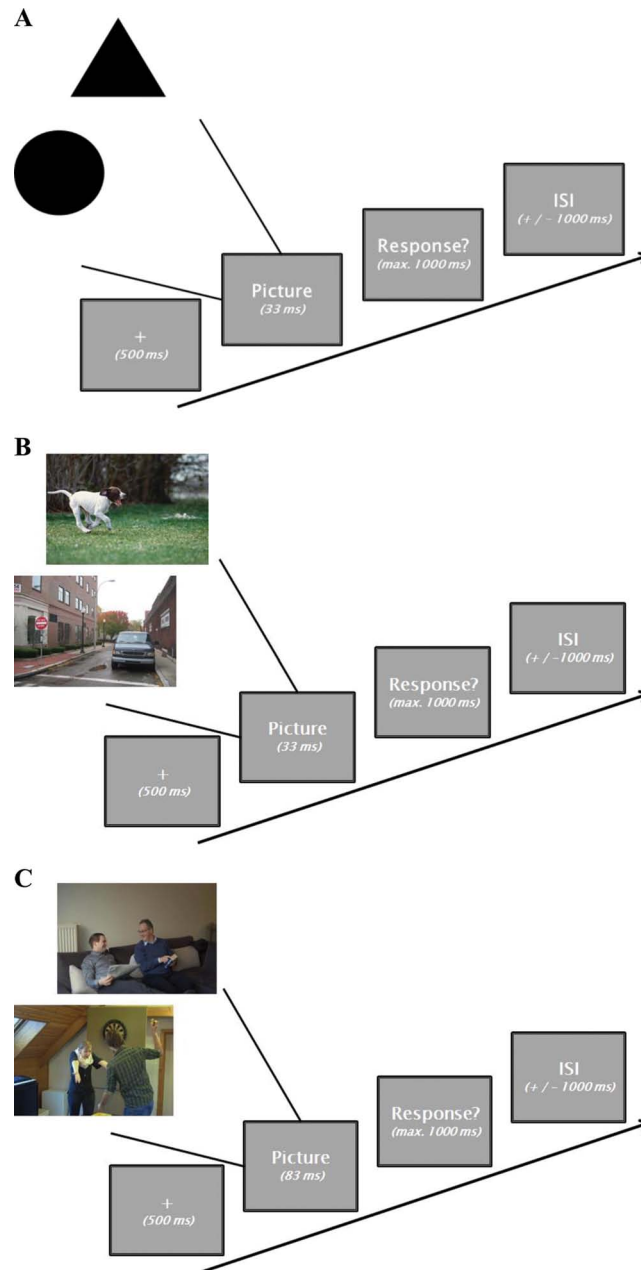 A
ISI
(+ / - 1000 ms)
Response?
(max. 1000 ms)
Picture
(33 ms)
+
(500 ms)
B
ISI
(+ / -1000 ms)
Response?
(max. 1000 ms)
Picture
(33 ms)
+
(500 ms)
C
ISI
(+ / -1000 ms)
Response?
(max. 1000 ms)
Picture
(83 ms)
+
(500 ms)